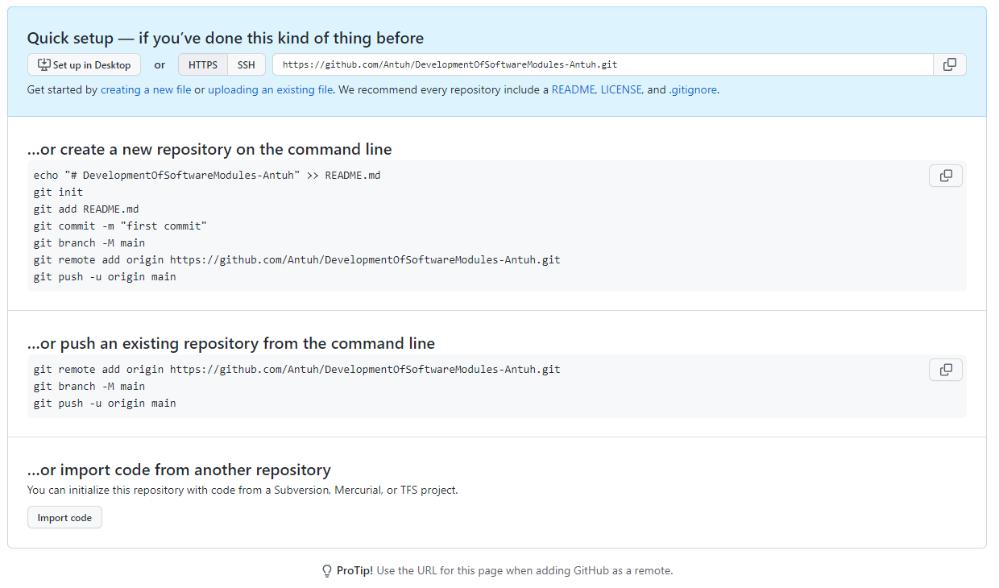 Quick setup — if you’ve done this kind of thing before
Set up in Desktop or HTTPS SSH https://github.com/Antuh/DevelopmentOfSoftwareModules-Antuh.git
Get started by creating a new file or uploading an existing file. We recommend every repository include a README, LICENSE, and .gitignore.
…or create a new repository on the command line
echo "# DevelopmentOfSoftwareModules-Antuh" >> README.md
git init
git add README.md
git commit -m "first commit"
git branch -M main
git remote add origin https://github.com/Antuh/DevelopmentOfSoftwareModules-Antuh.git
git push -u origin main
…or push an existing repository from the command line
git remote add origin https://github.com/Antuh/DevelopmentOfSoftwareModules-Antuh.git
git branch -M main
git push -u origin main
…or import code from another repository
You can initialize this repository with code from a Subversion, Mercurial, or TFS project.
Import code
ProTip! Use the URL for this page when adding GitHub as a remote.